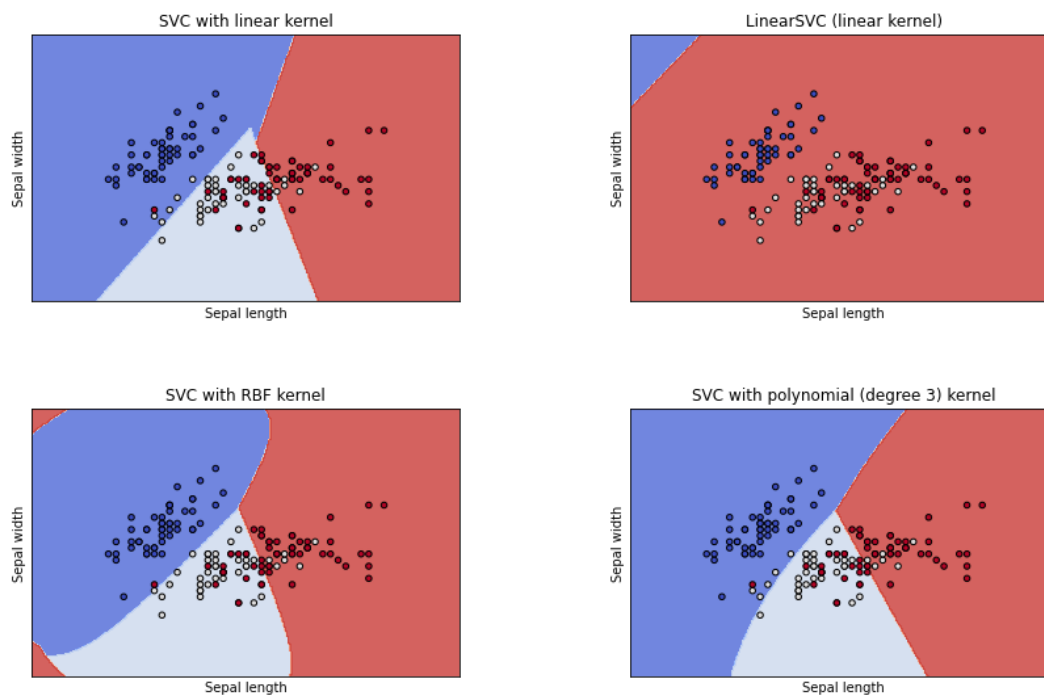 SVC with linear kernel
LinearSVC (linear kernel)
Sepal width
Sepal width
Sepal length
Sepal length
SVC with RBF kernel
SVC with polynomial (degree 3) kernel
Sepal width
Sepal width
Sepal length
Sepal length